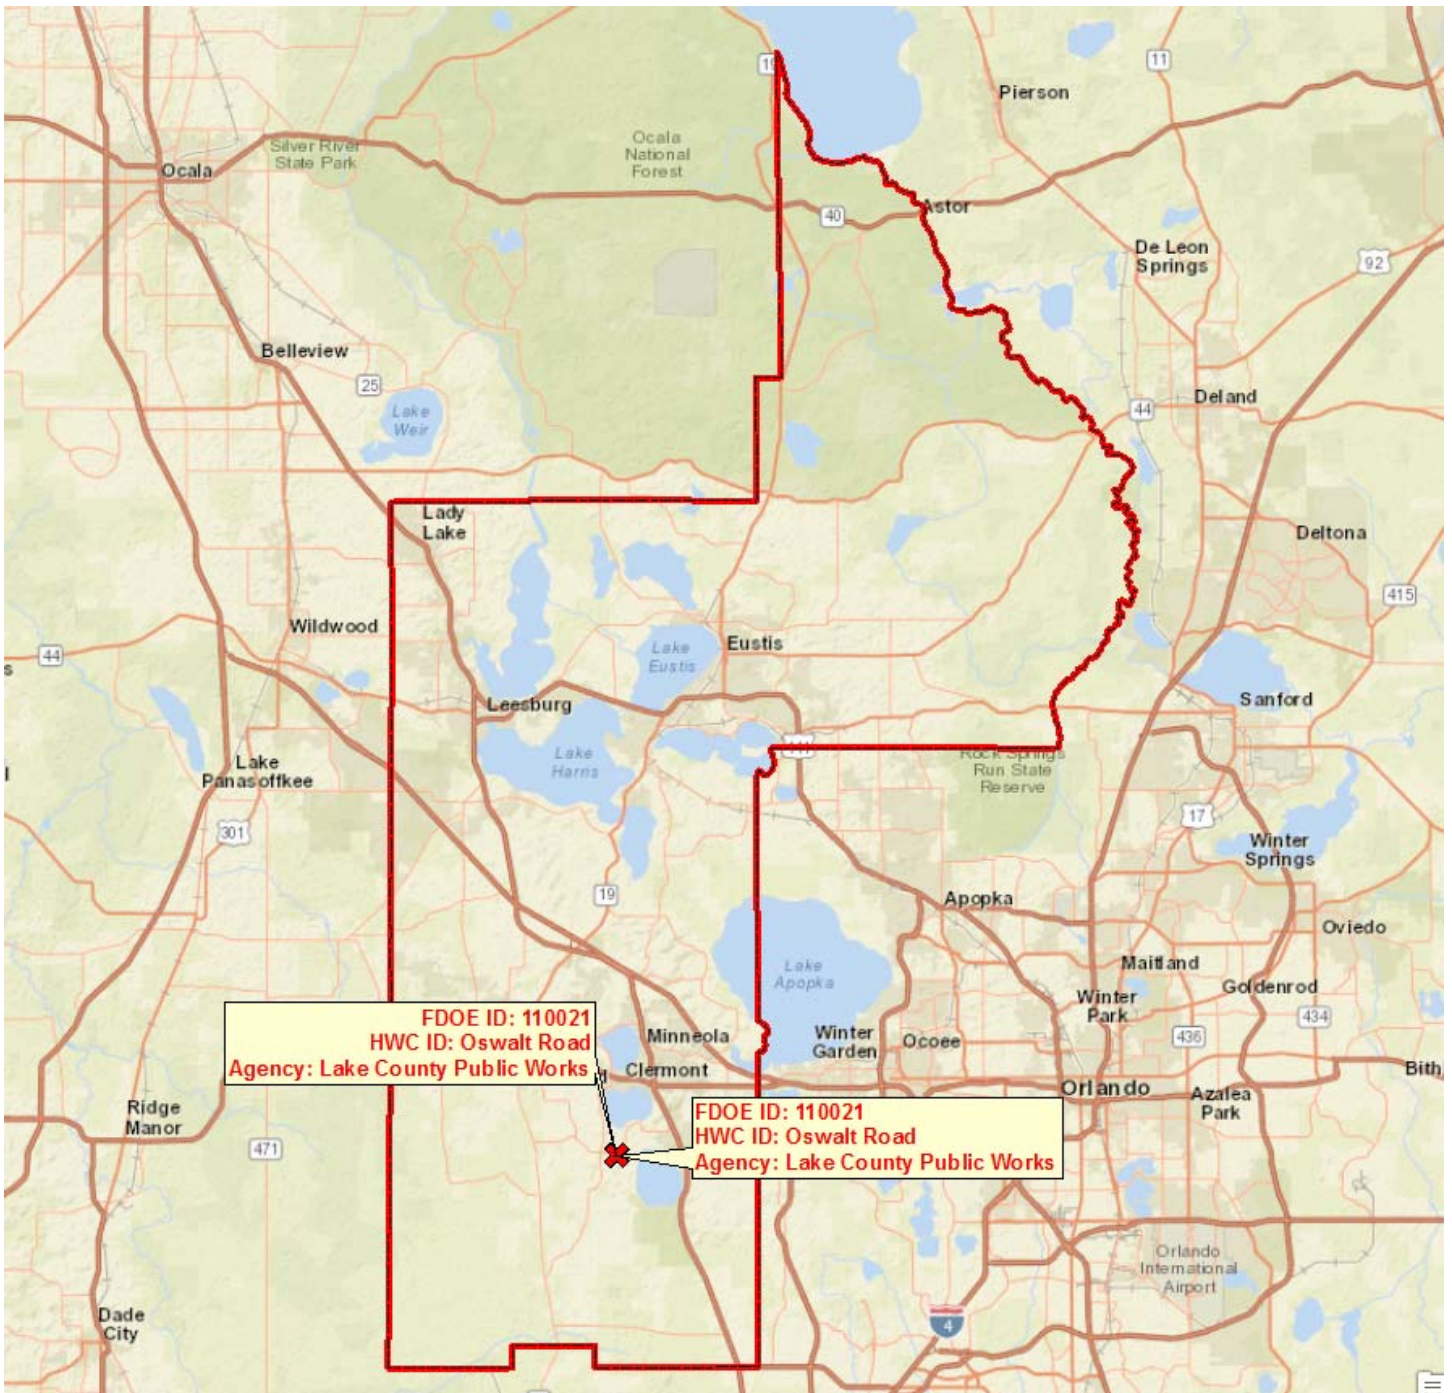 19
11
Pierson
Ocala
National
Forest
Silver River
State Park
Ocala
40
Astor
De Leon
Springs
92
Belleview
25
Lake
Weir
44
Deland
Lady
Lake
Deltona
415
Wildwood
44
s
Lake
Eustis
Eustis
Leesburg
Sanford
Lake
Harris
441
Rock Springs
Run State
Reserve
Lake
Panasoffkee
l
301
17
Winter
Springs
19
Apopka
Oviedo
Lake
Apopka
Maitland
Goldenrod
Winter
Park
434
436
FDOE ID: 110021
HWC ID: Oswalt Road
Agency: Lake County Public Works
Minneola
Winter
Garden
Ocoee
Clermont
d
Bith
Orlando
Azalea
Park
FDOE ID: 110021
HWC ID: Oswalt Road
Agency: Lake County Public Works
Ridge
Manor
471
Orlando
International
Airport
4
Dade
City